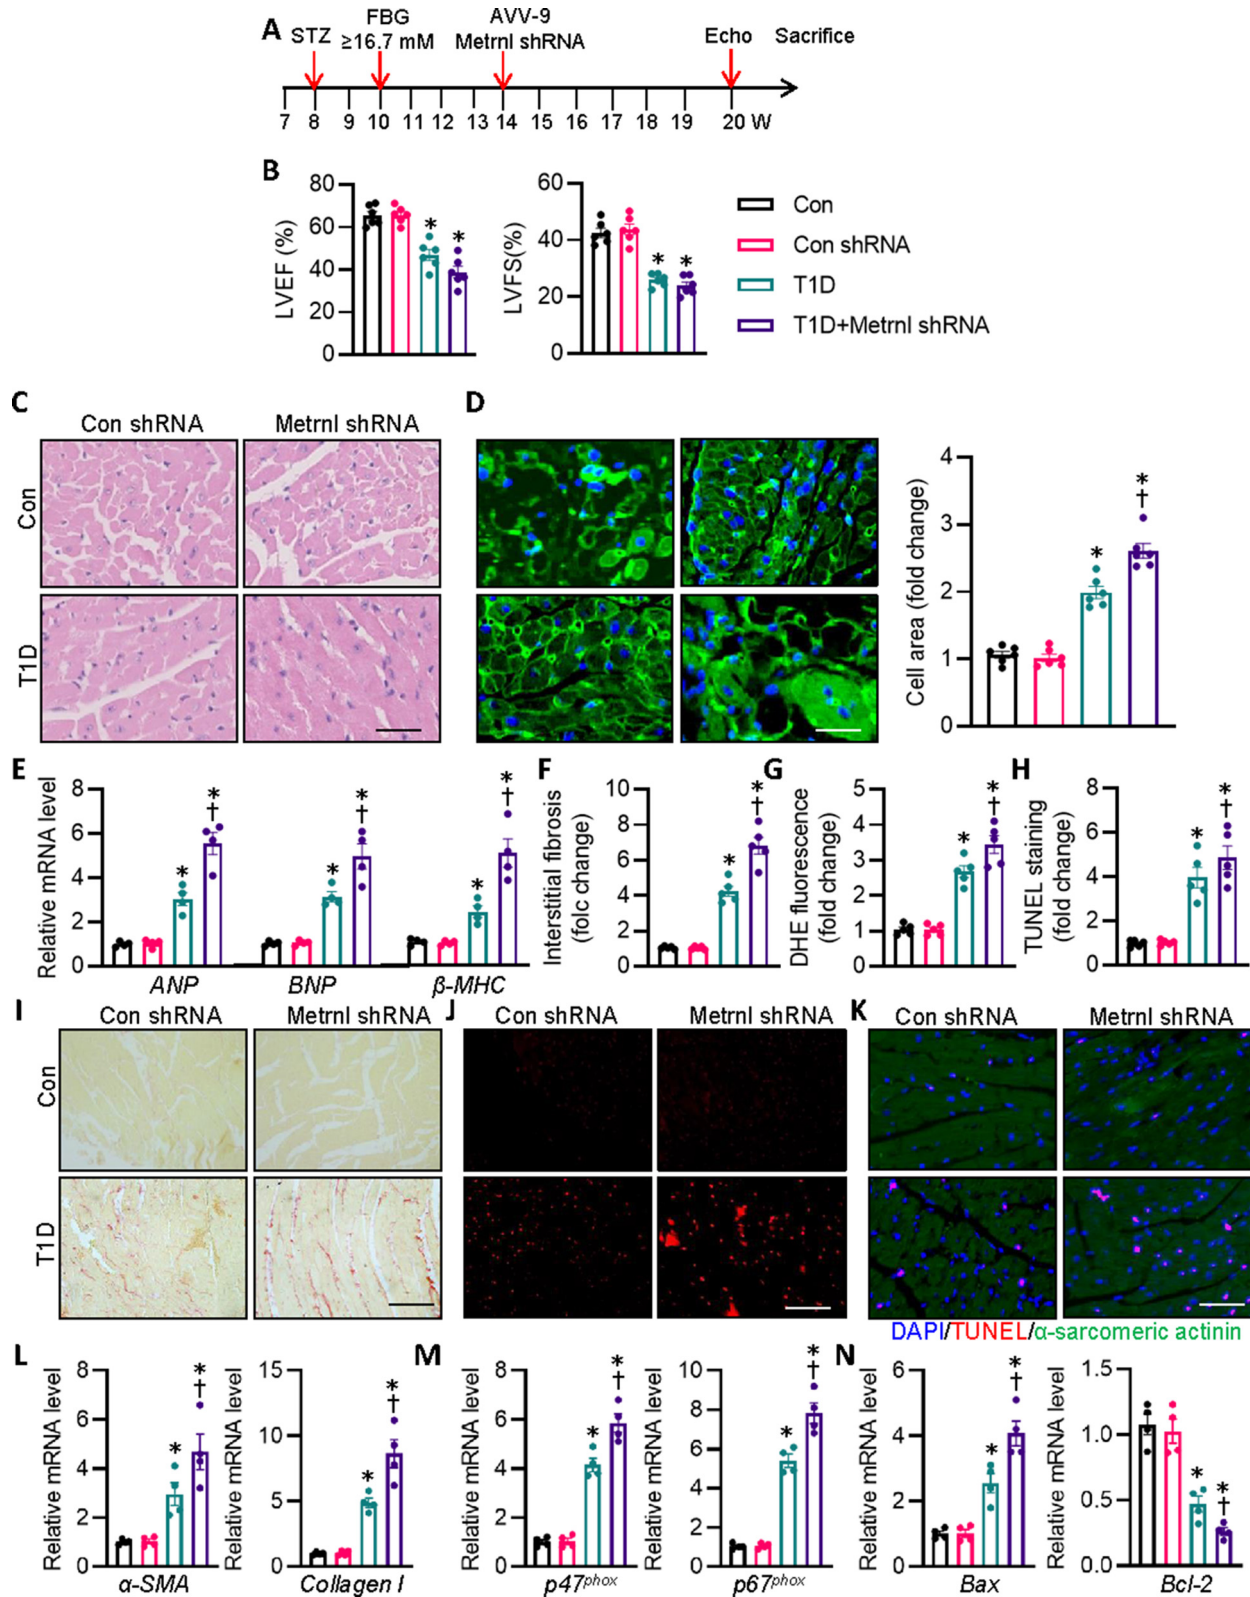 A
STZ
FBG
≥16.7 mM
AVV-9
Metrnl shRNA
Echo
Sacrifice
7 8 9 10 11 12 13 14 15 16 17 18 19 20 W
B
LVEF (%)
80
60
40
20
0
* *
LVFS(%)
60
40
20
0
* *
Con
Con shRNA
T1D
T1D+Metrnl shRNA
C
Con shRNA Metrnl shRNA
Con
T1D
D
Cell area (fold change)
4
3
2
1
0
*
*
†
E
Relative mRNA level
8
6
4
2
0
*
*
†
*
*
†
*
*
†
ANP BNP β-MHC
F
Interstitial fibrosis
(folc change)
10
8
6
4
2
0
*
*
†
G
DHE fluorescence
(fold change)
5
4
3
2
1
0
*
*
†
H
TUNEL staining
(fold change)
8
6
4
2
0
*
*
†
I
Con shRNA Metrnl shRNA
Con
T1D
J
Con shRNA Metrnl shRNA
K
Con shRNA Metrnl shRNA
DAPI/TUNEL/α-sarcomeric actinin
L
Relative mRNA level
8
6
4
2
0
*
*
†
α-SMA
Relative mRNA level
15
10
5
0
*
*
†
Collagen I
M
Relative mRNA level
8
6
4
2
0
*
*
†
p47phox
Relative mRNA level
10
8
6
4
2
0
*
*
†
p67phox
N
Relative mRNA level
6
4
2
0
*
*
†
Bax
Relative mRNA level
1.5
1.0
0.5
0.0
*
*
†
Bcl-2